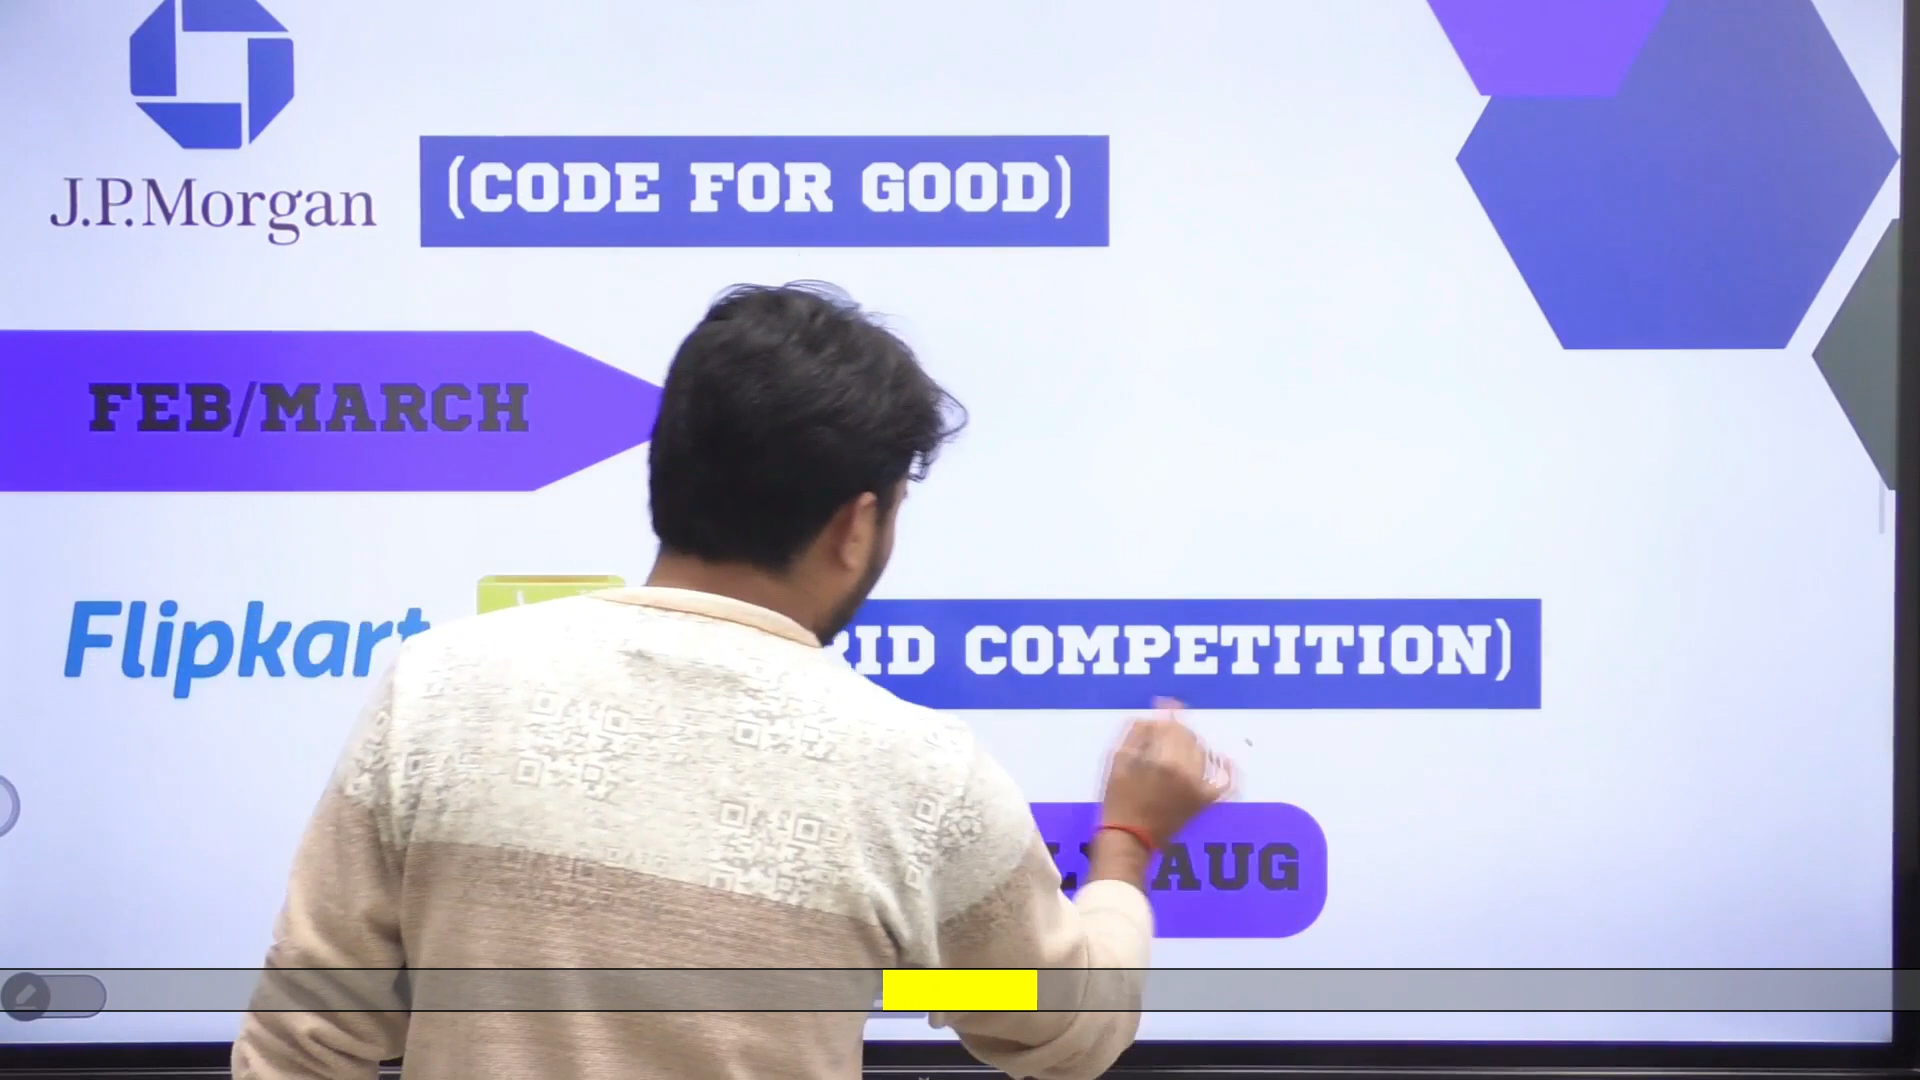 J.P.Morgan
(CODE FOR GOOD)
FEB/MARCH
Flipkart
COMPETITION)
AUG